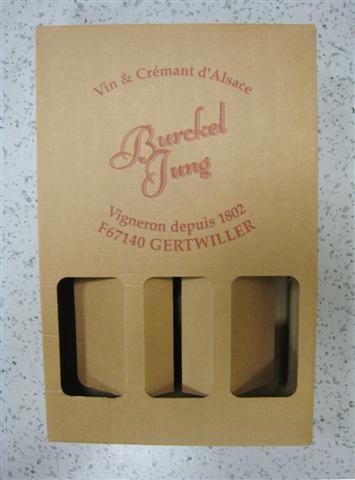 Vin & Crémant d'Alsace
Burckel
Jung
Vigneron depuis 1802
F67140 GERTWILLER